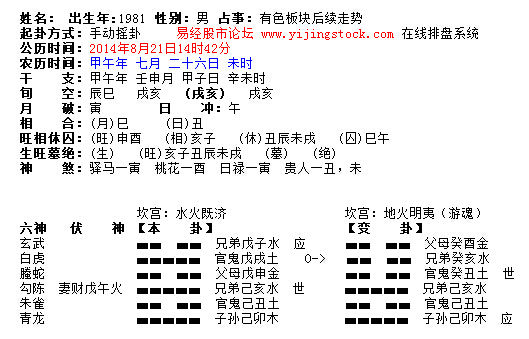 姓名： 出生年:1981 性别: 男 占事: 有色板块后续走势
起卦方式: 手动摇卦 易经股市论坛 www.yijingstock.com 在线排盘系统
公历时间: 2014年8月21日14时42分
农历时间: 甲午年 七月 二十六日 未时
干 支: 甲午年 壬申月 甲子日 辛未时
旬 空: 辰巳 戌亥 (戌亥) 戌亥
月 破: 寅 日 冲: 午
相 合: (月)巳 (日)丑
旺相休囚: (旺)申酉 (相)亥子 (休)丑辰未戌 (囚)巳午
生旺墓绝: (生) (旺)亥子丑辰未戌 (墓) (绝)
神 煞: 驿马—寅 桃花—酉 日禄—寅 贵人—丑，未
坎宫: 水火既济 坎宫: 地火明夷 (游魂)
六神 伏 神 【本 卦】 【变 卦】
玄武 兄弟戊子水 应 父母癸酉金
白虎 官鬼戊戌土 O-> 兄弟癸亥水
螣蛇 父母戊申金 官鬼癸丑土 世
勾陈 妻财戊午火 兄弟己亥水 世 兄弟己亥水
朱雀 官鬼己丑土 官鬼己丑土
青龙 子孙己卯木 子孙己卯木 应